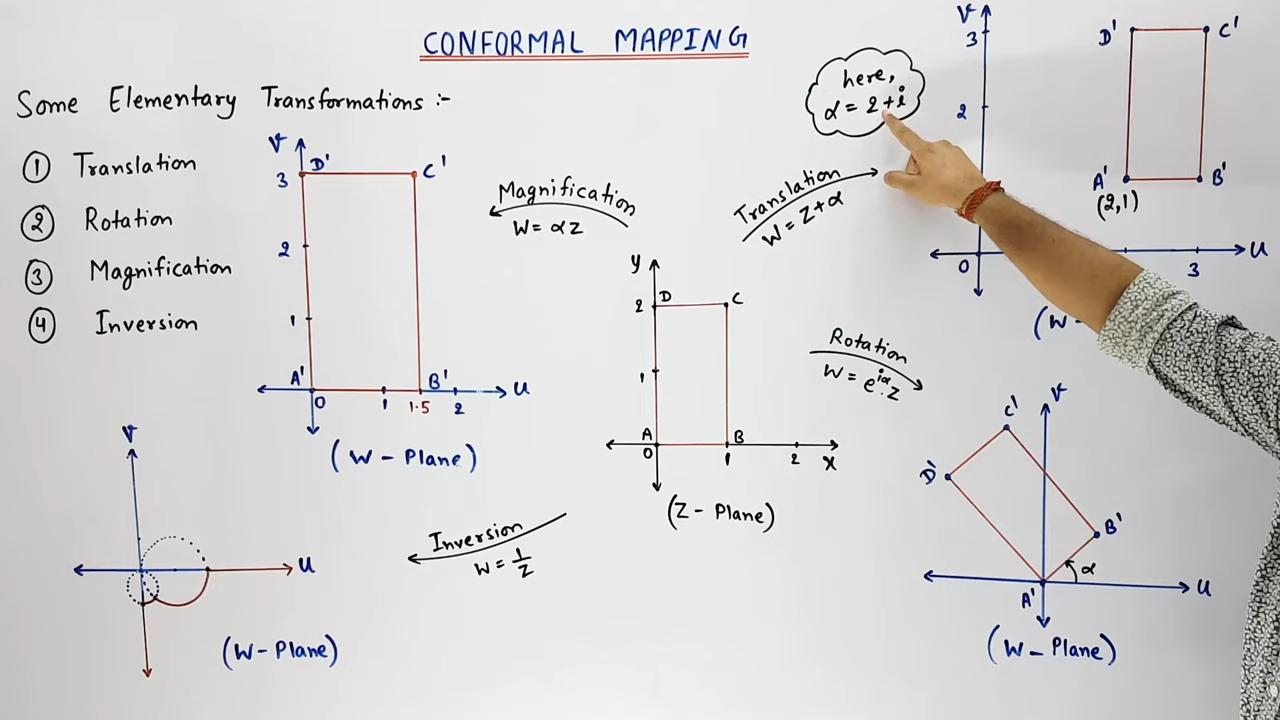 CONFORMAL MAPPING
Some Elementary Transformations :-
① Translation
② Rotation
③ Magnification
④ Inversion
V
D'
C'
3
2
1
A'
B'
0
1
1.5
2
U
(W - Plane)
Magnification
W = αz
here,
α = 2+i
Translation
W = Z+α
V
3
2
0
3
U
D'
C'
A'
B'
(2,1)
(W -
y
2
D
C
1
A
B
0
1
2
x
(Z - Plane)
Rotation
W = e^{iα}.z
V
C'
D'
B'
α
A'
U
(W - Plane)
Inversion
W = 1/z
V
U
(W - Plane)